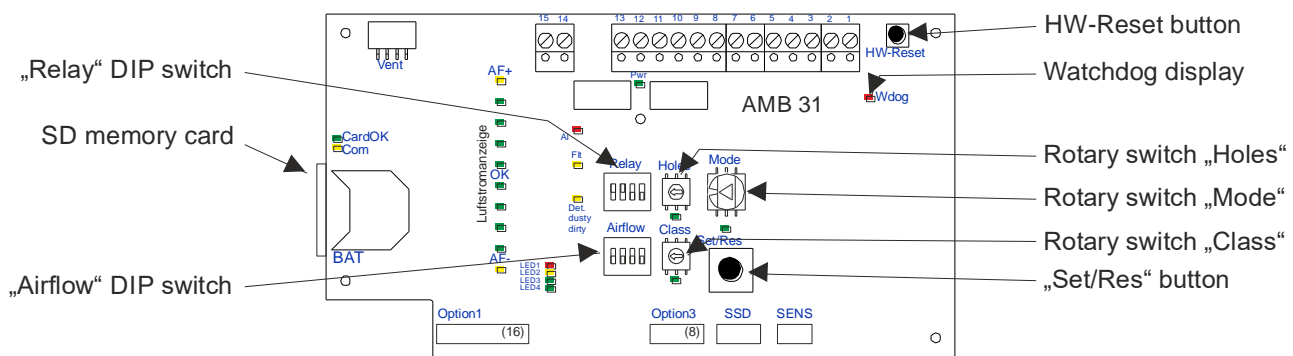 15 14
13 12 11 10 9 8 7 6 5 4 3 2 1
HW-Reset button
HW-Reset
Vent
„Relay“ DIP switch
AF+
Pwr
Watchdog display
Wdog
AMB 31
SD memory card
CardOK
Com
Al
Flt
Relay
Holes
Mode
Rotary switch „Holes“
OK
Luftstromanzeige
Rotary switch „Mode“
Det.
dusty
dirty
Airflow
Class
Set/Res
Rotary switch „Class“
BAT
AF-
LED1
LED2
LED3
LED4
„Airflow“ DIP switch
„Set/Res“ button
Option1
(16)
Option3
(8)
SSD
SENS